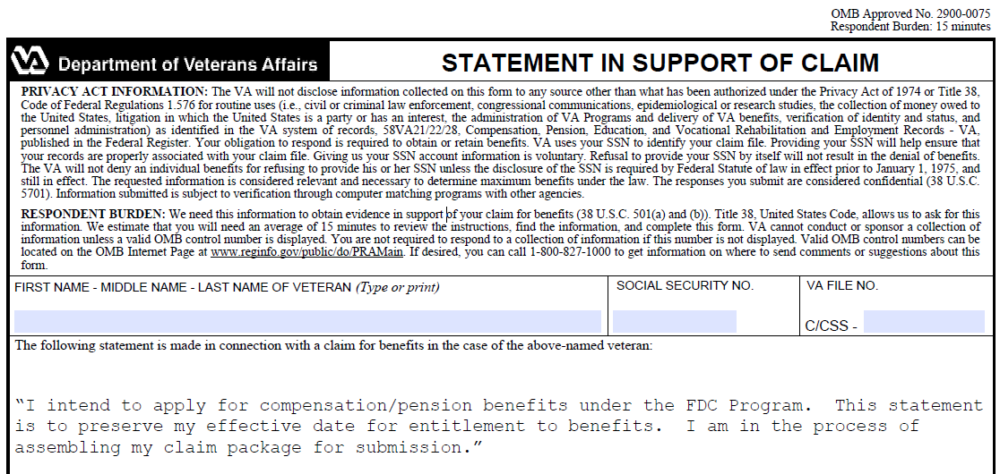 OMB Approved No. 2900-0075
Respondent Burden: 15 minutes
VA Department of Veterans Affairs
STATEMENT IN SUPPORT OF CLAIM
PRIVACY ACT INFORMATION: The VA will not disclose information collected on this form to any source other than what has been authorized under the Privacy Act of 1974 or Title 38,
Code of Federal Regulations 1.576 for routine uses (i.e., civil or criminal law enforcement, congressional communications, epidemiological or research studies, the collection of money owed to
the United States, litigation in which the United States is a party or has an interest, the administration of VA Programs and delivery of VA benefits, verification of identity and status, and
personnel administration) as identified in the VA system of records, 58VA21/22/28, Compensation, Pension, Education, and Vocational Rehabilitation and Employment Records - VA,
published in the Federal Register. Your obligation to respond is required to obtain or retain benefits. VA uses your SSN to identify your claim file. Providing your SSN will help ensure that
your records are properly associated with your claim file. Giving us your SSN account information is voluntary. Refusal to provide your SSN by itself will not result in the denial of benefits.
The VA will not deny an individual benefits for refusing to provide his or her SSN unless the disclosure of the SSN is required by Federal Statute of law in effect prior to January 1, 1975, and
still in effect. The requested information is considered relevant and necessary to determine maximum benefits under the law. The responses you submit are considered confidential (38 U.S.C.
5701). Information submitted is subject to verification through computer matching programs with other agencies.
RESPONDENT BURDEN: We need this information to obtain evidence in support of your claim for benefits (38 U.S.C. 501(a) and (b)). Title 38, United States Code, allows us to ask for this
information. We estimate that you will need an average of 15 minutes to review the instructions, find the information, and complete this form. VA cannot conduct or sponsor a collection of
information unless a valid OMB control number is displayed. You are not required to respond to a collection of information if this number is not displayed. Valid OMB control numbers can be
located on the OMB Internet Page at www.reginfo.gov/public/do/PRAMain. If desired, you can call 1-800-827-1000 to get information on where to send comments or suggestions about this
form.
FIRST NAME - MIDDLE NAME - LAST NAME OF VETERAN (Type or print)
SOCIAL SECURITY NO.
VA FILE NO.
C/CSS -
The following statement is made in connection with a claim for benefits in the case of the above-named veteran:
“I intend to apply for compensation/pension benefits under the FDC Program.  This statement
is to preserve my effective date for entitlement to benefits.  I am in the process of
assembling my claim package for submission.”